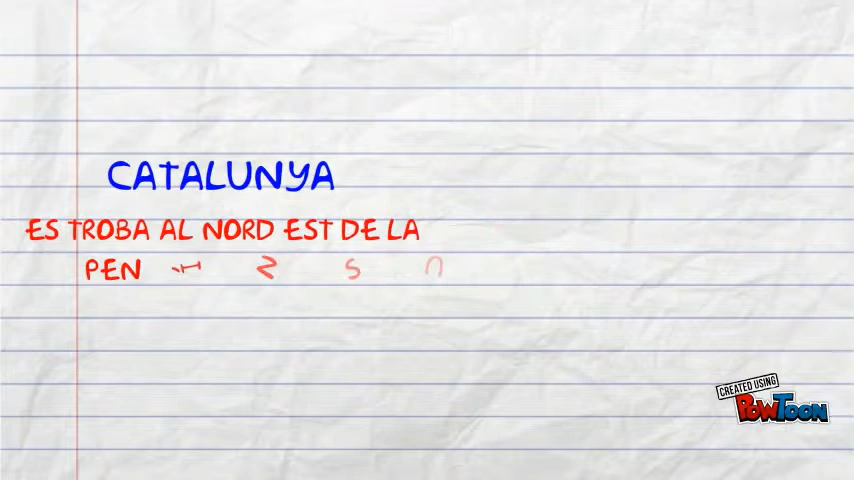 CATALUNYA
ES TROBA AL NORD EST DE LA
PEN Í N S U
CREATED USING
POWTOON